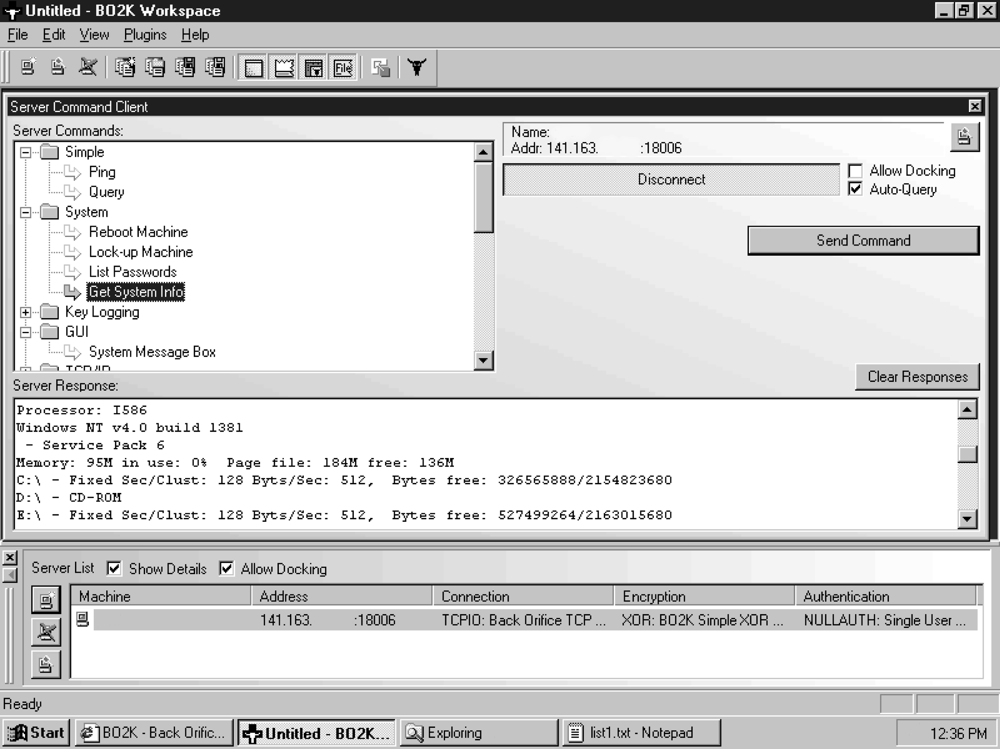 Untitled - BO2K Workspace
File Edit View Plugins Help
File
Server Command Client
Server Commands:
Simple
Ping
Query
System
Reboot Machine
Lock-up Machine
List Passwords
Get System Info
Key Logging
GUI
System Message Box
TCP/IP
Name:
Addr: 141.163. :18006
Disconnect
Allow Docking
Auto-Query
Send Command
Clear Responses
Server Response:
Processor: I586
Windows NT v4.0 build 1381
- Service Pack 6
Memory: 95M in use: 0% Page file: 184M free: 136M
C:\ - Fixed Sec/Clust: 128 Byts/Sec: 512, Bytes free: 326565888/2154823680
D:\ - CD-ROM
E:\ - Fixed Sec/Clust: 128 Byts/Sec: 512, Bytes free: 527499264/2163015680
Server List Show Details Allow Docking
Machine Address Connection Encryption Authentication
141.163. :18006 TCPIO: Back Orifice TCP ... XOR: BO2K Simple XOR ... NULLAUTH: Single User ...
Ready
Start BO2K - Back Orific... Untitled - BO2K... Exploring list1.txt - Notepad 12:36 PM